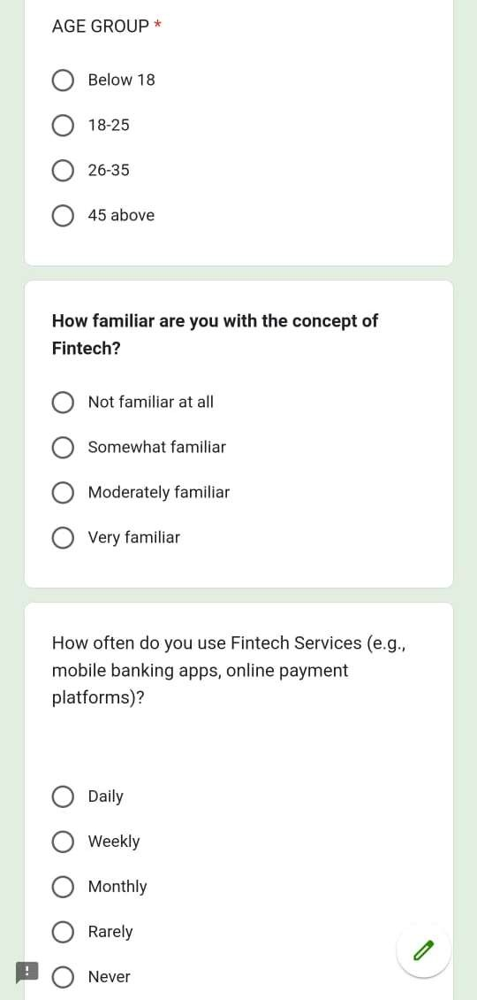 AGE GROUP *
Below 18
18-25
26-35
45 above
How familiar are you with the concept of
Fintech?
Not familiar at all
Somewhat familiar
Moderately familiar
Very familiar
How often do you use Fintech Services (e.g.,
mobile banking apps, online payment
platforms)?
Daily
Weekly
Monthly
Rarely
Never